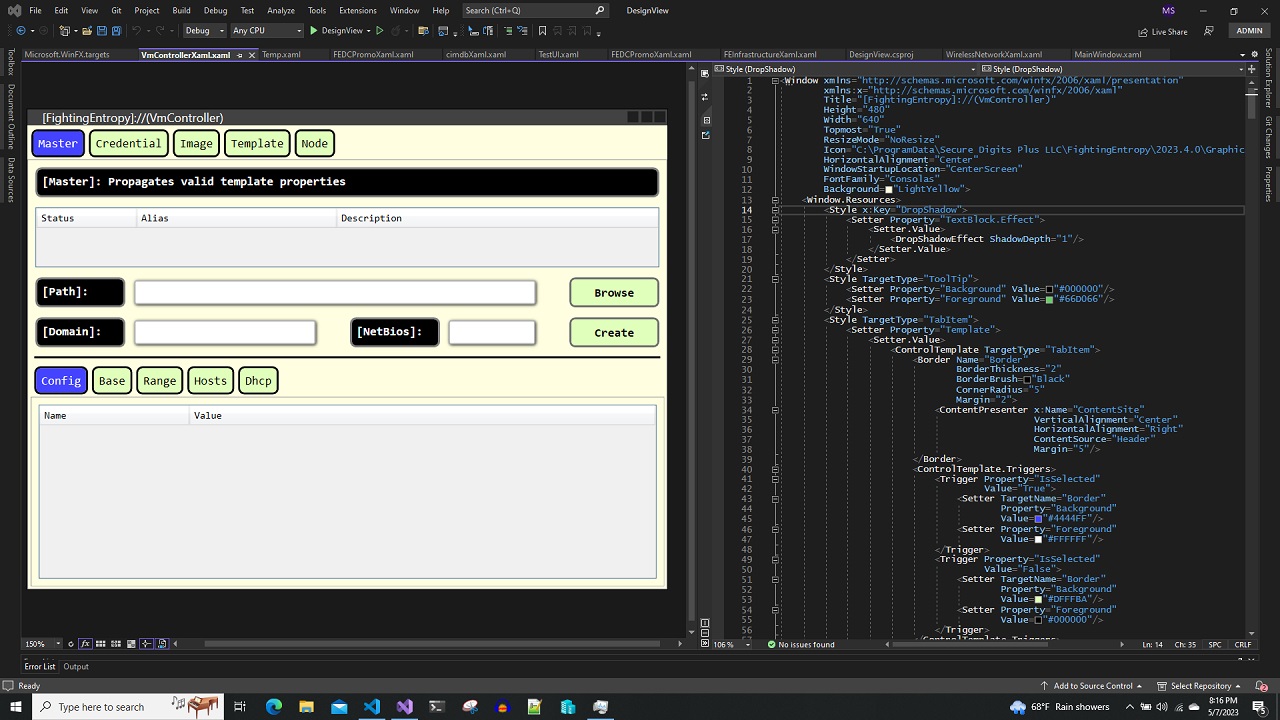 File Edit View Git Project Build Debug Test Analyze Tools Extensions Window Help Search (Ctrl+Q) DesignView MS
Debug Any CPU DesignView Live Share ADMIN
Microsoft.WinFX.targets VmControllerXaml.xaml Temp.xaml FEDCPromoXaml.xaml cimdbXaml.xaml TestUI.xaml FEDCPromoXaml.xaml FEInfrastructureXaml.xaml DesignView.csproj WirelessNetworkXaml.xaml MainWindow.xaml
Toolbox
Document Outline
Data Sources
Solution Explorer
Git Changes
Properties
[FightingEntropy]://(VmController)
Master Credential Image Template Node
[Master]: Propagates valid template properties
Status Alias Description
[Path]: Browse
[Domain]: [NetBios]: Create
Config Base Range Hosts Dhcp
Name Value
150%
Style (DropShadow) Style (DropShadow)
1 <Window xmlns="http://schemas.microsoft.com/winfx/2006/xaml/presentation"
2 xmlns:x="http://schemas.microsoft.com/winfx/2006/xaml"
3 Title="[FightingEntropy]://(VmController)"
4 Height="480"
5 Width="640"
6 Topmost="True"
7 ResizeMode="NoResize"
8 Icon="C:\ProgramData\Secure Digits Plus LLC\FightingEntropy\2023.4.0\Graphic
9 HorizontalAlignment="Center"
10 WindowStartupLocation="CenterScreen"
11 FontFamily="Consolas"
12 Background="LightYellow">
13 <Window.Resources>
14 <Style x:Key="DropShadow">
15 <Setter Property="TextBlock.Effect">
16 <Setter.Value>
17 <DropShadowEffect ShadowDepth="1"/>
18 </Setter.Value>
19 </Setter>
20 </Style>
21 <Style TargetType="ToolTip">
22 <Setter Property="Background" Value="#000000"/>
23 <Setter Property="Foreground" Value="#66D066"/>
24 </Style>
25 <Style TargetType="TabItem">
26 <Setter Property="Template">
27 <Setter.Value>
28 <ControlTemplate TargetType="TabItem">
29 <Border Name="Border"
30 BorderThickness="2"
31 BorderBrush="Black"
32 CornerRadius="5"
33 Margin="2">
34 <ContentPresenter x:Name="ContentSite"
35 VerticalAlignment="Center"
36 HorizontalAlignment="Right"
37 ContentSource="Header"
38 Margin="5"/>
39 </Border>
40 <ControlTemplate.Triggers>
41 <Trigger Property="IsSelected"
42 Value="True">
43 <Setter TargetName="Border"
44 Property="Background"
45 Value="#4444FF"/>
46 <Setter Property="Foreground"
47 Value="#FFFFFF"/>
48 </Trigger>
49 <Trigger Property="IsSelected"
50 Value="False">
51 <Setter TargetName="Border"
52 Property="Background"
53 Value="#DFFFBA"/>
54 <Setter Property="Foreground"
55 Value="#000000"/>
56 </Trigger>
106 % No issues found Ln: 14 Ch: 35 SPC CRLF
Error List Output
Ready Add to Source Control Select Repository 2
Type here to search 68°F Rain showers 8:16 PM
5/7/2023